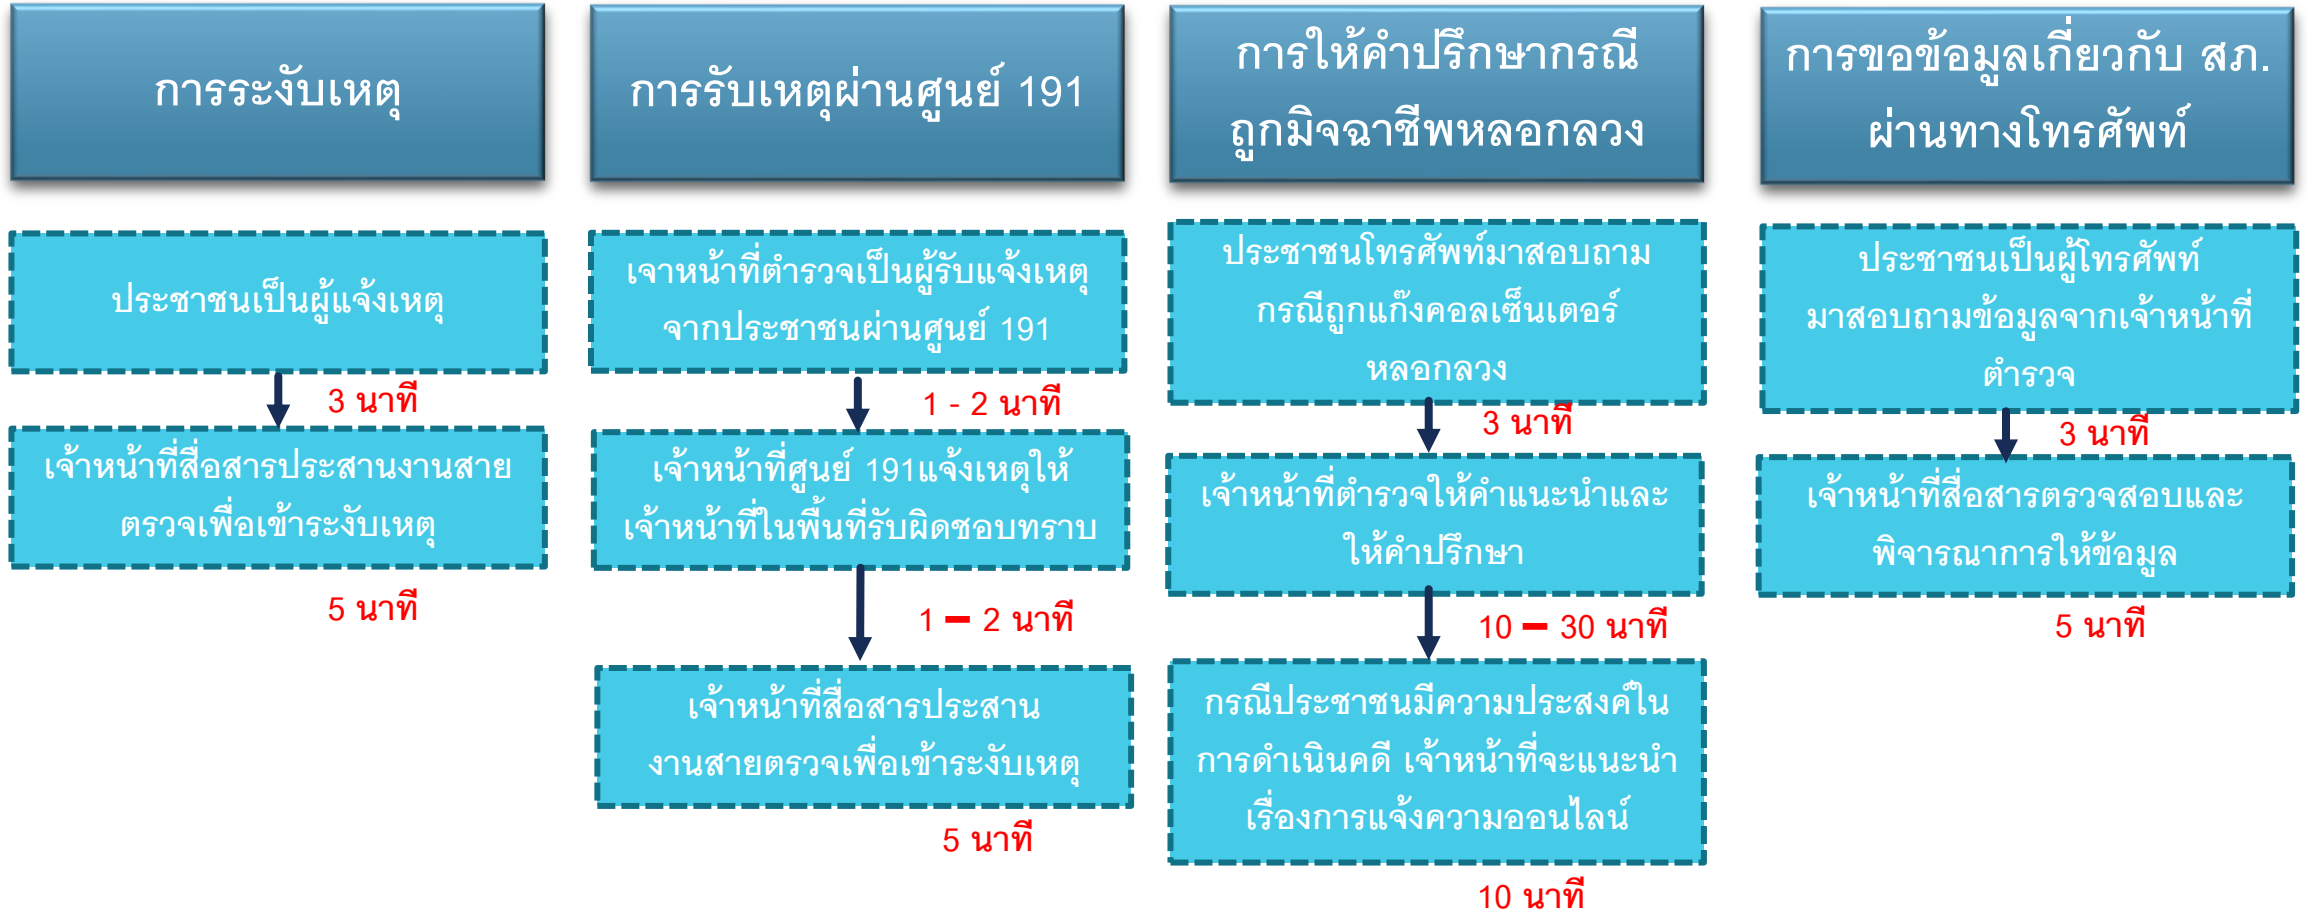 การระงับเหตุ
ประชาชนเป็นผู้แจ้งเหตุ
3 นาที
เจ้าหน้าที่สื่อสารประสานงานสาย
ตรวจเพื่อเข้าระงับเหตุ
5 นาที
การรับเหตุผ่านศูนย์ 191
เจาหน้าที่ตำรวจเป็นผู้รับแจ้งเหตุ
จากประชาชนผ่านศูนย์ 191
1 - 2 นาที
เจ้าหน้าที่ศูนย์ 191แจ้งเหตุให้
เจ้าหน้าที่ในพื้นที่รับผิดชอบทราบ
1 – 2 นาที
เจ้าหน้าที่สื่อสารประสาน
งานสายตรวจเพื่อเข้าระงับเหตุ
5 นาที
การให้คำปรึกษากรณี
ถูกมิจฉาชีพหลอกลวง
ประชาชนโทรศัพท์มาสอบถาม
กรณีถูกแก๊งคอลเซ็นเตอร์
หลอกลวง
3 นาที
เจ้าหน้าที่ตำรวจให้คำแนะนำและ
ให้คำปรึกษา
10 – 30 นาที
กรณีประชาชนมีความประสงค์ใน
การดำเนินคดี เจ้าหน้าที่จะแนะนำ
เรื่องการแจ้งความออนไลน์
10 นาที
การขอข้อมูลเกี่ยวกับ สภ.
ผ่านทางโทรศัพท์
ประชาชนเป็นผู้โทรศัพท์
มาสอบถามข้อมูลจากเจ้าหน้าที่
ตำรวจ
3 นาที
เจ้าหน้าที่สื่อสารตรวจสอบและ
พิจารณาการให้ข้อมูล
5 นาที